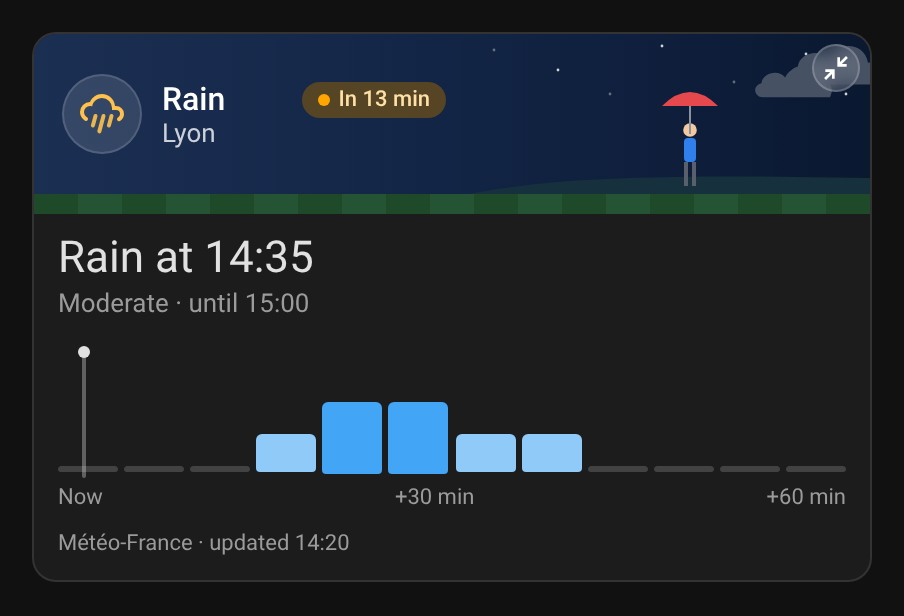 Rain
In 13 min
Lyon
Rain at 14:35
Moderate · until 15:00
Now
+30 min
+60 min
Météo-France · updated 14:20